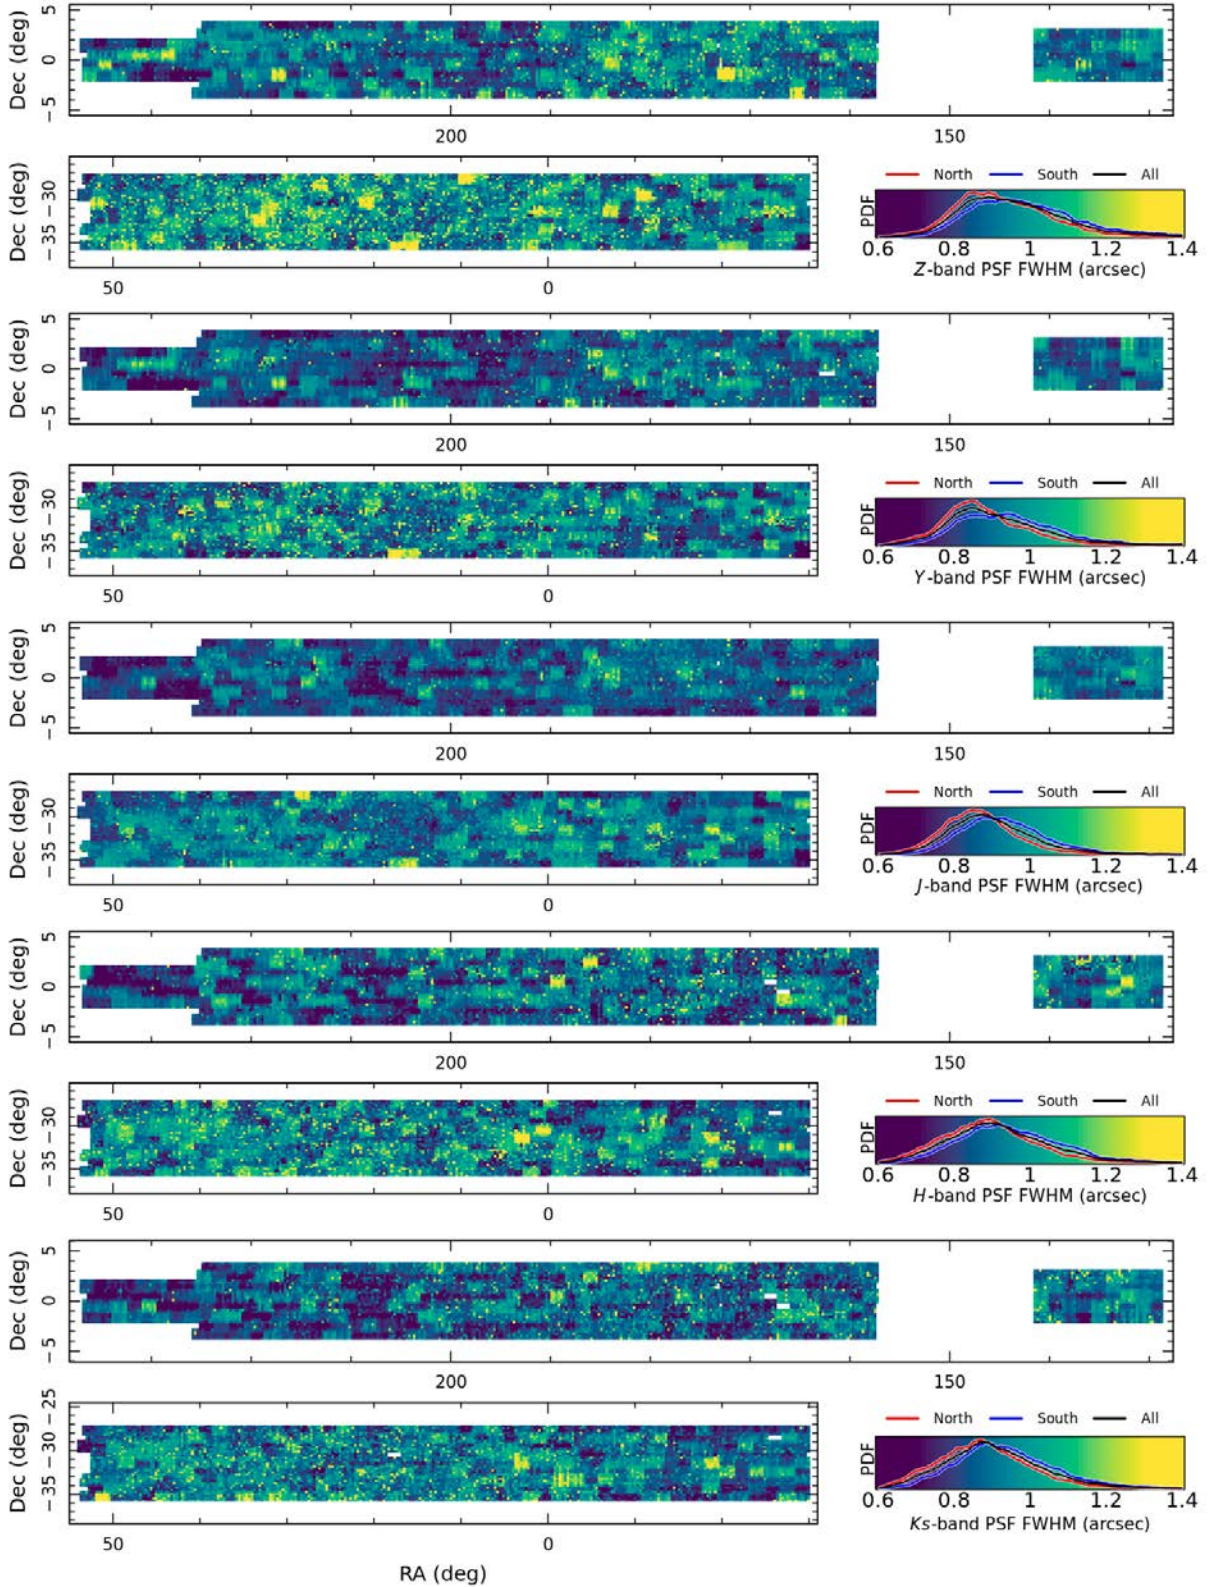 Dec (deg)
5
0
−5
200
150
Dec (deg)
−30
−35
50
0
North South All
PDF
0.6 0.8 1 1.2 1.4
Z-band PSF FWHM (arcsec)
Dec (deg)
5
0
−5
200
150
Dec (deg)
−30
−35
50
0
North South All
PDF
0.6 0.8 1 1.2 1.4
Y-band PSF FWHM (arcsec)
Dec (deg)
5
0
−5
200
150
Dec (deg)
−30
−35
50
0
North South All
PDF
0.6 0.8 1 1.2 1.4
J-band PSF FWHM (arcsec)
Dec (deg)
5
0
−5
200
150
Dec (deg)
−30
−35
50
0
North South All
PDF
0.6 0.8 1 1.2 1.4
H-band PSF FWHM (arcsec)
Dec (deg)
5
0
−5
200
150
Dec (deg)
−25
−30
−35
50
0
North South All
PDF
0.6 0.8 1 1.2 1.4
Ks-band PSF FWHM (arcsec)
RA (deg)